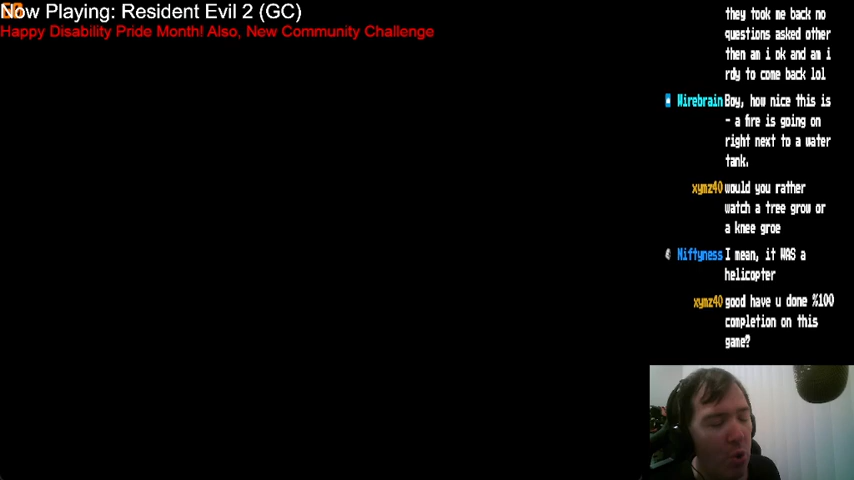 Now Playing: Resident Evil 2 (GC)
Happy Disability Pride Month! Also, New Community Challenge
they took me back no
questions asked other
then am i ok and am i
rdy to come back lol
Wirebrain Boy, how nice this is
- a fire is going on
right next to a water
tank.
xymz40 would you rather
watch a tree grow or
a knee groe
Niftyness I mean, it WAS a
helicopter
xymz40 good have u done %100
completion on this
game?